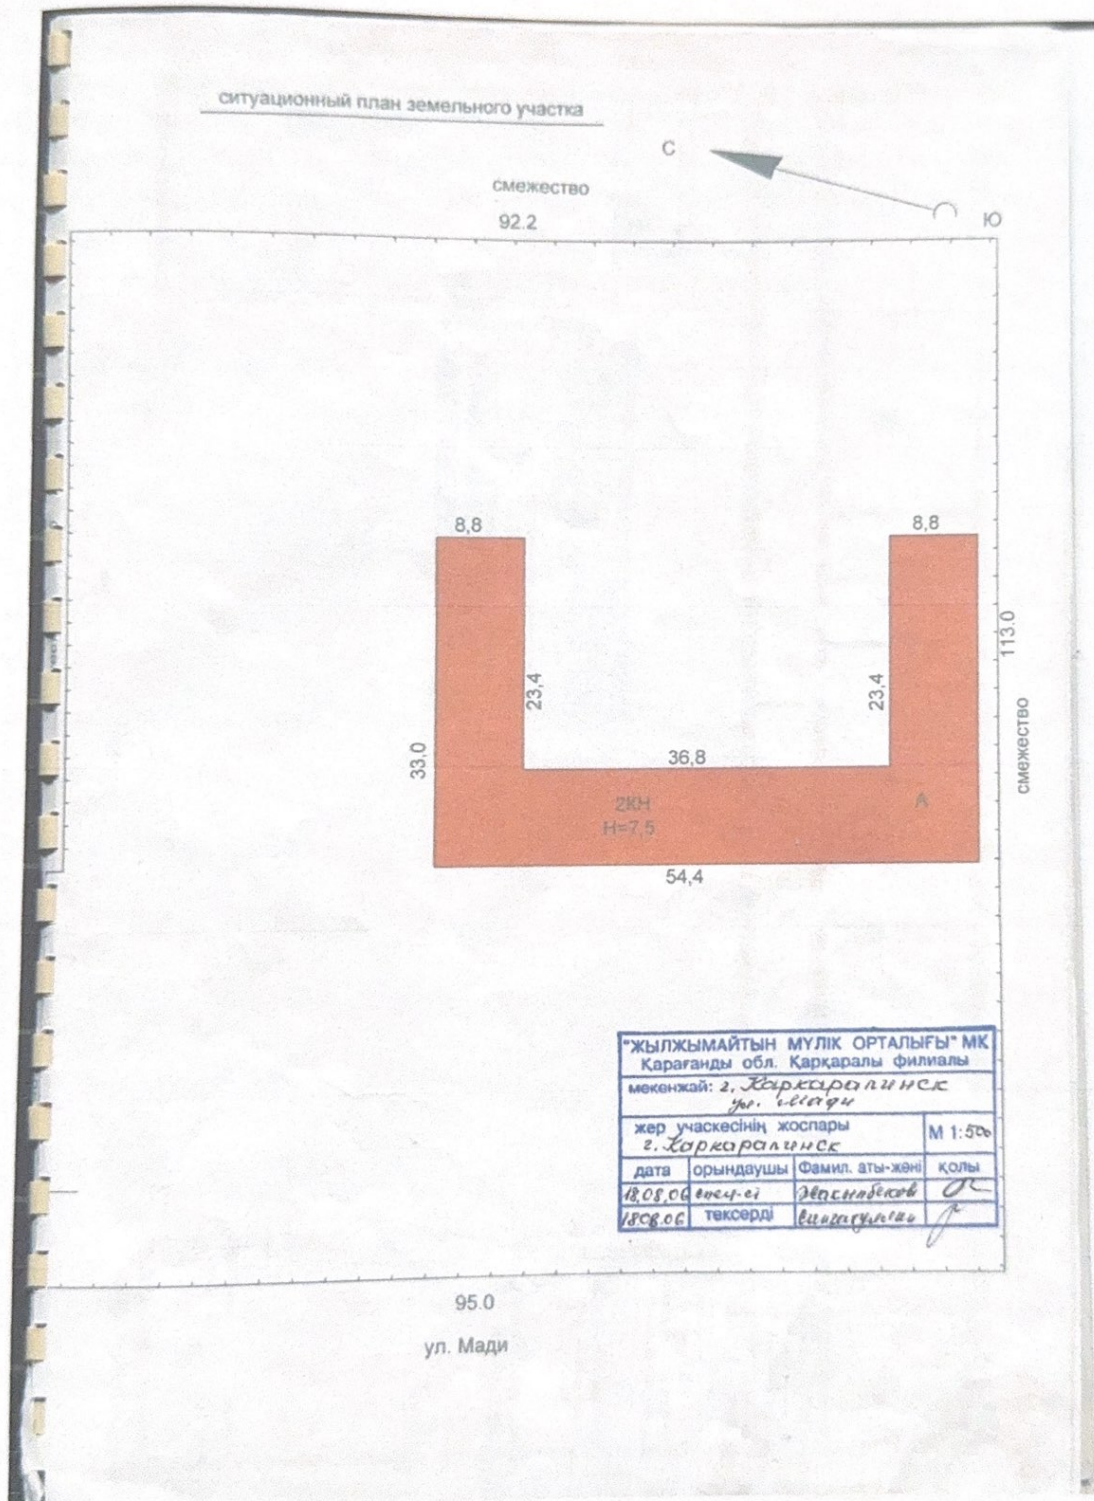 ситуационный план земельного участка
С
Ю
смежество
92.2
8,8
8,8
113.0
23,4
23,4
33,0
36,8
смежество
2КН
А
Н=7,5
54,4
"ЖЫЛЖЫМАЙТЫН МҮЛІК ОРТАЛЫҒЫ" МК
Қарағанды обл. Қарқаралы филиалы
мекенжай: г. Каркаралинск
ул. Мади
жер учаскесінің жоспары
М 1:500
г. Каркаралинск
дата орындаушы Фамил. аты-жөні қолы
18.08.06
18.08.06 тексерді
95.0
ул. Мади